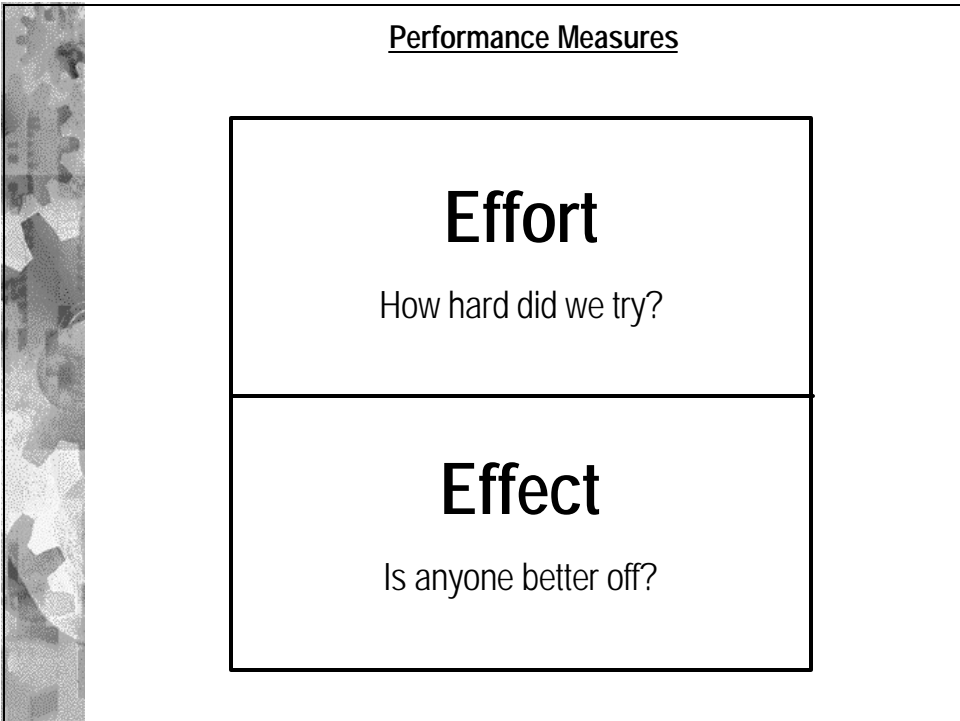 Performance Measures
Effort
How hard did we try?
Effect
Is anyone better off?